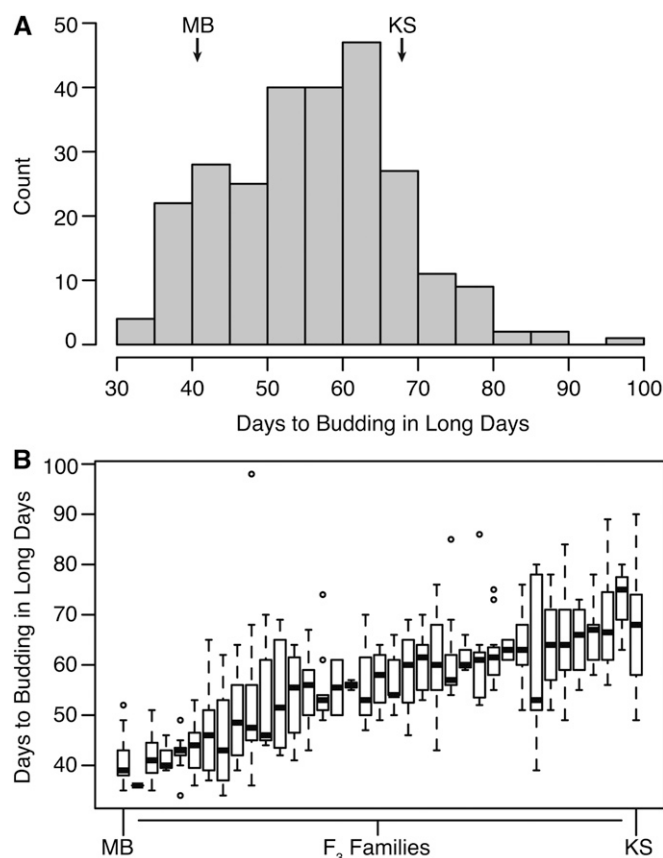 A
50
MB
KS
40
30
20
10
0
Count
30 40 50 60 70 80 90 100
Days to Budding in Long Days
B
100
90
80
70
60
50
40
Days to Budding in Long Days
MB
F₃ Families
KS